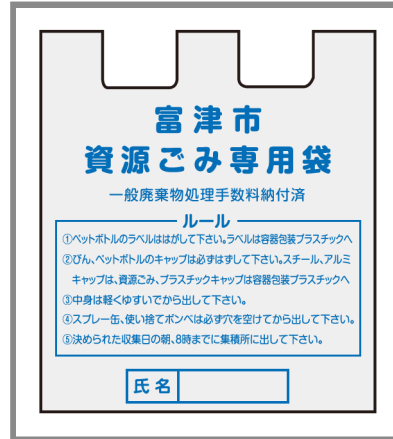 富津市
資源ごみ専用袋
一般廃棄物処理手数料納付済
ルール
①ペットボトルのラベルははがして下さい。ラベルは容器包装プラスチックへ
②びん、ペットボトルのキャップは必ずはずして下さい。スチール、アルミ
キャップは、資源ごみ、プラスチックキャップは容器包装プラスチックへ
③中身は軽くゆすいでから出して下さい。
④スプレー缶、使い捨てボンベは必ず穴を空けてから出して下さい。
⑤決められた収集日の朝、8時までに集積所に出して下さい。
氏名